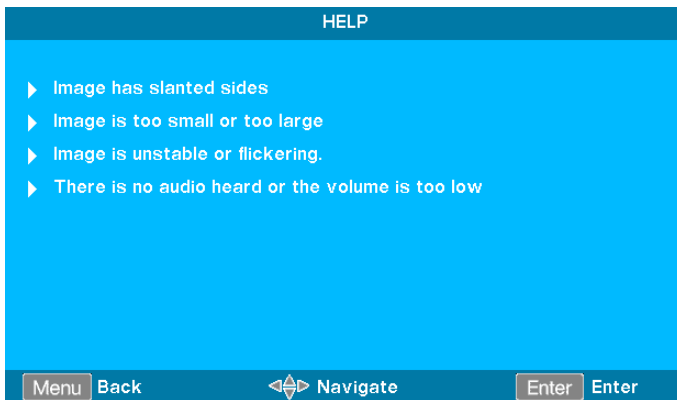 HELP
Image has slanted sides
Image is too small or too large
Image is unstable or flickering.
There is no audio heard or the volume is too low
Menu Back Navigate Enter Enter